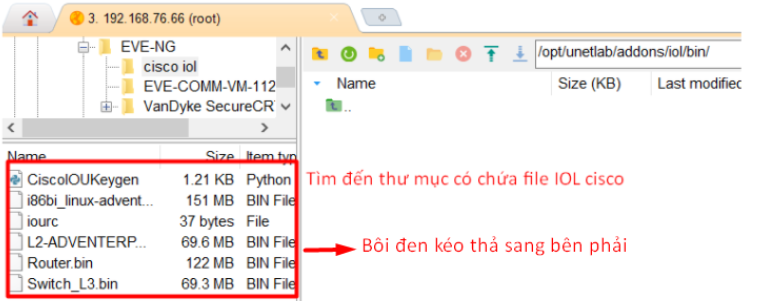 3. 192.168.76.66 (root)
EVE-NG
cisco iol
EVE-COMM-VM-112
VanDyke SecureCR
/opt/unetlab/addons/iol/bin/
Name Size (KB) Last modified
..
Name Size Item typ
CiscoIOUKeygen 1.21 KB Python
i86bi_linux-advent... 151 MB BIN File
iourc 37 bytes File
L2-ADVENTERP... 69.6 MB BIN File
Router.bin 122 MB BIN File
Switch_L3.bin 69.3 MB BIN File
Tìm đến thư mục có chứa file IOL cisco
Bôi đen kéo thả sang bên phải